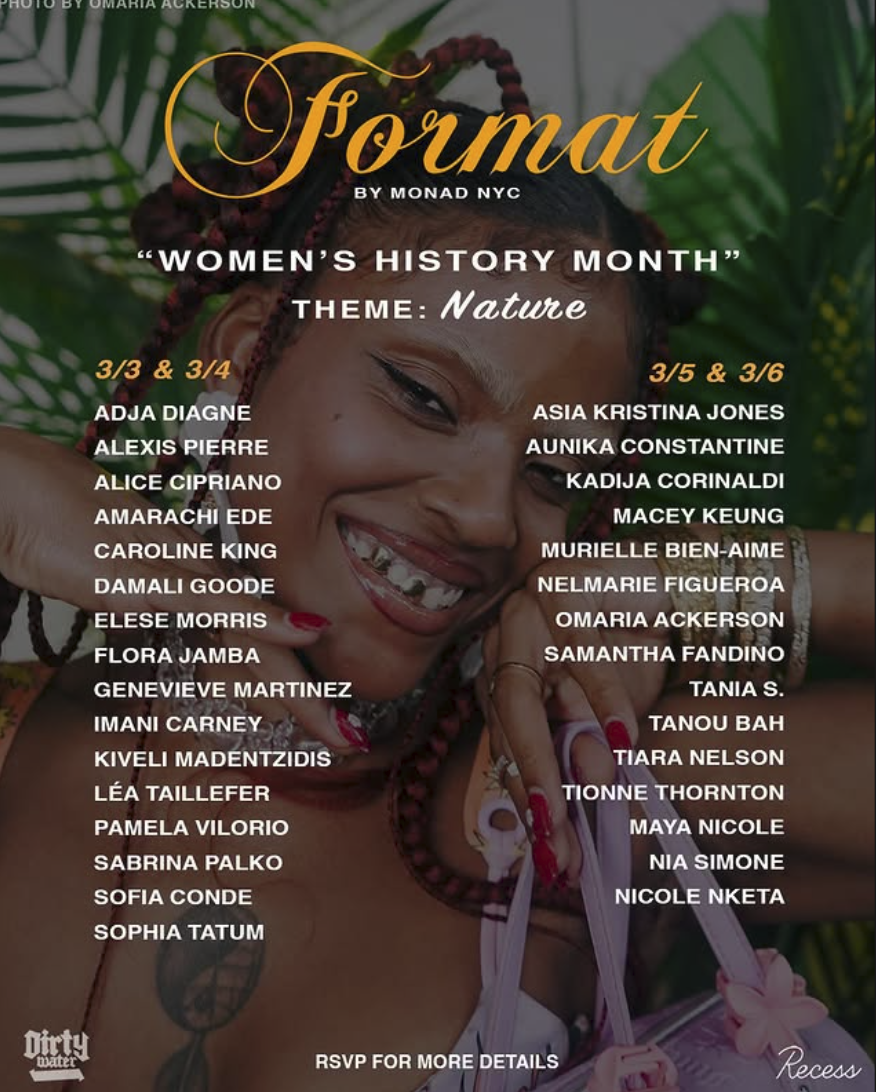 PHOTO BY OMARIA ACKERSON
Format
BY MONAD NYC
“WOMEN’S HISTORY MONTH”
THEME: Nature
3/3 & 3/4
ADJA DIAGNE
ALEXIS PIERRE
ALICE CIPRIANO
AMARACHI EDE
CAROLINE KING
DAMALI GOODE
ELESE MORRIS
FLORA JAMBA
GENEVIEVE MARTINEZ
IMANI CARNEY
KIVELI MADENTZIDIS
LÉA TAILLEFER
PAMELA VILORIO
SABRINA PALKO
SOFIA CONDE
SOPHIA TATUM
3/5 & 3/6
ASIA KRISTINA JONES
AUNIKA CONSTANTINE
KADIJA CORINALDI
MACEY KEUNG
MURIELLE BIEN-AIME
NELMARIE FIGUEROA
OMARIA ACKERSON
SAMANTHA FANDINO
TANIA S.
TANOU BAH
TIARA NELSON
TIONNE THORNTON
MAYA NICOLE
NIA SIMONE
NICOLE NKETA
Dirty
water
RSVP FOR MORE DETAILS
Recess